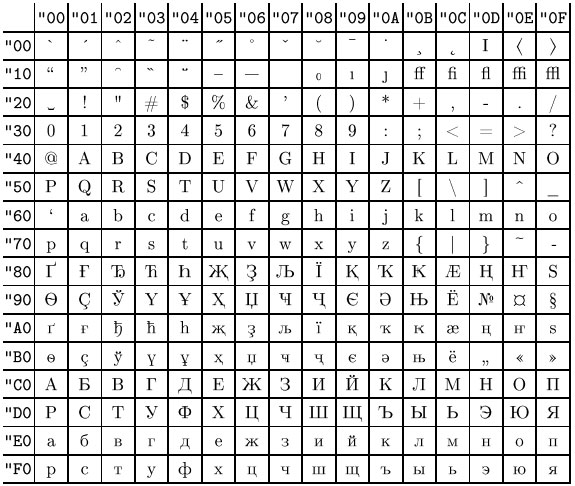 "00 "01 "02 "03 "04 "05 "06 "07 "08 "09 "0A "0B "0C "0D "0E "0F
"00 ` ´ ˆ ˜ ¨ ˝ ˚ ˇ ˘ ¯ ˙ ¸ ˛ I 〈 〉
"10 “ ” ⁀ ‟ ˘ – — ₀ ı ȷ ff fi fl ffi ffl
"20 ⌣ ! " # $ % & ’ ( ) * + , - . /
"30 0 1 2 3 4 5 6 7 8 9 : ; < = > ?
"40 @ A B C D E F G H I J K L M N O
"50 P Q R S T U V W X Y Z [ \ ] ^ _
"60 ‘ a b c d e f g h i j k l m n o
"70 p q r s t u v w x y z { | } ~ -
"80 Ґ Ғ Ђ Ћ Һ Җ Ҙ Љ Ї Қ Ҡ Ҟ Ӕ Ң Ҥ Ѕ
"90 Ө Ҫ Ў Ү Ұ Ҳ Џ Ҹ Ҷ Є Ә Њ Ё № ¤ §
"A0 ґ ғ ђ ћ һ җ ҙ љ ї қ ҡ ҟ ӕ ң ҥ ѕ
"B0 ө ҫ ў ү ұ ҳ џ ҹ ҷ є ә њ ё „ « »
"C0 А Б В Г Д Е Ж З И Й К Л М Н О П
"D0 Р С Т У Ф Х Ц Ч Ш Щ Ъ Ы Ь Э Ю Я
"E0 а б в г д е ж з и й к л м н о п
"F0 р с т у ф х ц ч ш щ ъ ы ь э ю я